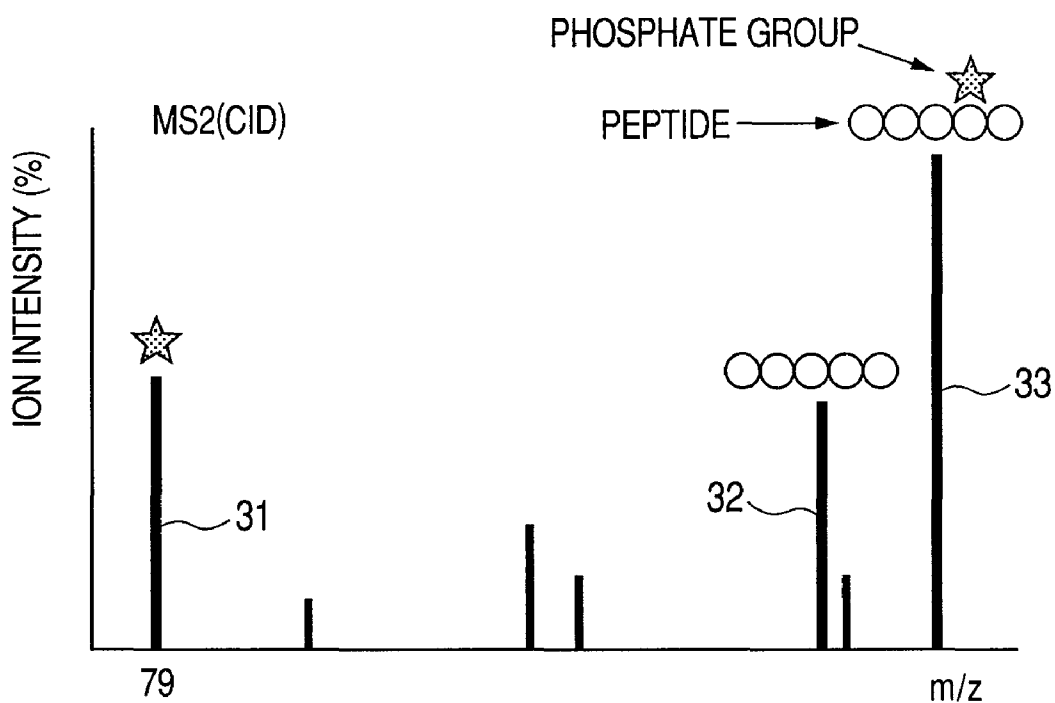 PHOSPHATE GROUP
MS2(CID)
PEPTIDE
ION INTENSITY (%)
33
32
31
79
m/z